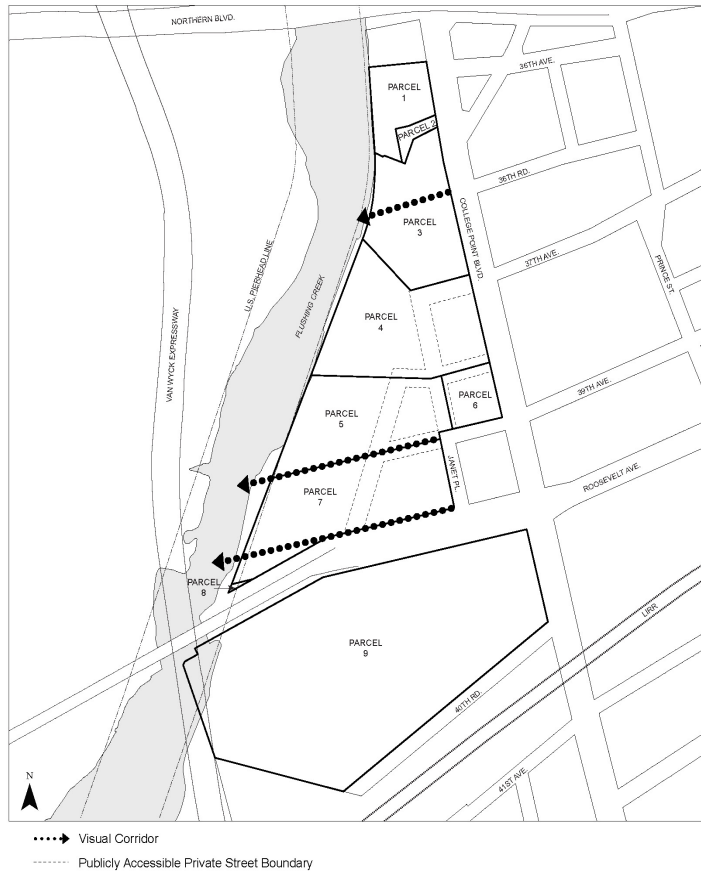 NORTHERN BLVD.
36TH AVE.
PARCEL
1
PARCEL 2
36TH RD.
COLLEGE POINT BLVD.
PARCEL
3
37TH AVE.
PRINCE ST.
U.S. PIERHEAD LINE
FLUSHING CREEK
VAN WYCK EXPRESSWAY
PARCEL
4
39TH AVE.
PARCEL
6
PARCEL
5
JANET PL.
ROOSEVELT AVE.
PARCEL
7
PARCEL
8
LIRR
PARCEL
9
40TH RD.
41ST AVE.
N
Visual Corridor
Publicly Accessible Private Street Boundary